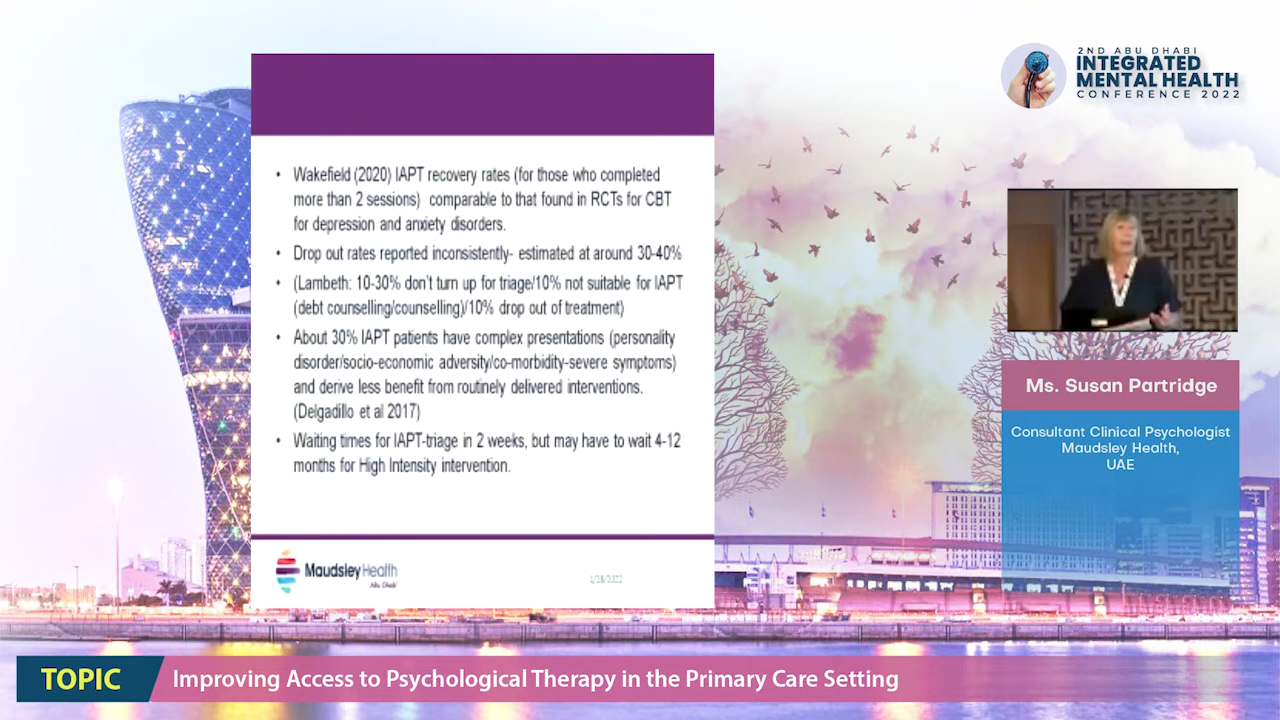 2ND ABU DHABI
INTEGRATED
MENTAL HEALTH
CONFERENCE 2022
• Wakefield (2020) IAPT recovery rates (for those who completed
more than 2 sessions) comparable to that found in RCTs for CBT
for depression and anxiety disorders.
• Drop out rates reported inconsistently- estimated at around 30-40%
• (Lambeth: 10-30% don't turn up for triage/10% not suitable for IAPT
(debt counselling/counselling)/10% drop out of treatment)
• About 30% IAPT patients have complex presentations (personality
disorder/socio-economic adversity/co-morbidity-severe symptoms)
and derive less benefit from routinely delivered interventions.
(Delgadillo et al 2017)
• Waiting times for IAPT-triage in 2 weeks, but may have to wait 4-12
months for High Intensity intervention.
Maudsley Health
Abu Dhabi
Ms. Susan Partridge
Consultant Clinical Psychologist
Maudsley Health,
UAE
TOPIC Improving Access to Psychological Therapy in the Primary Care Setting